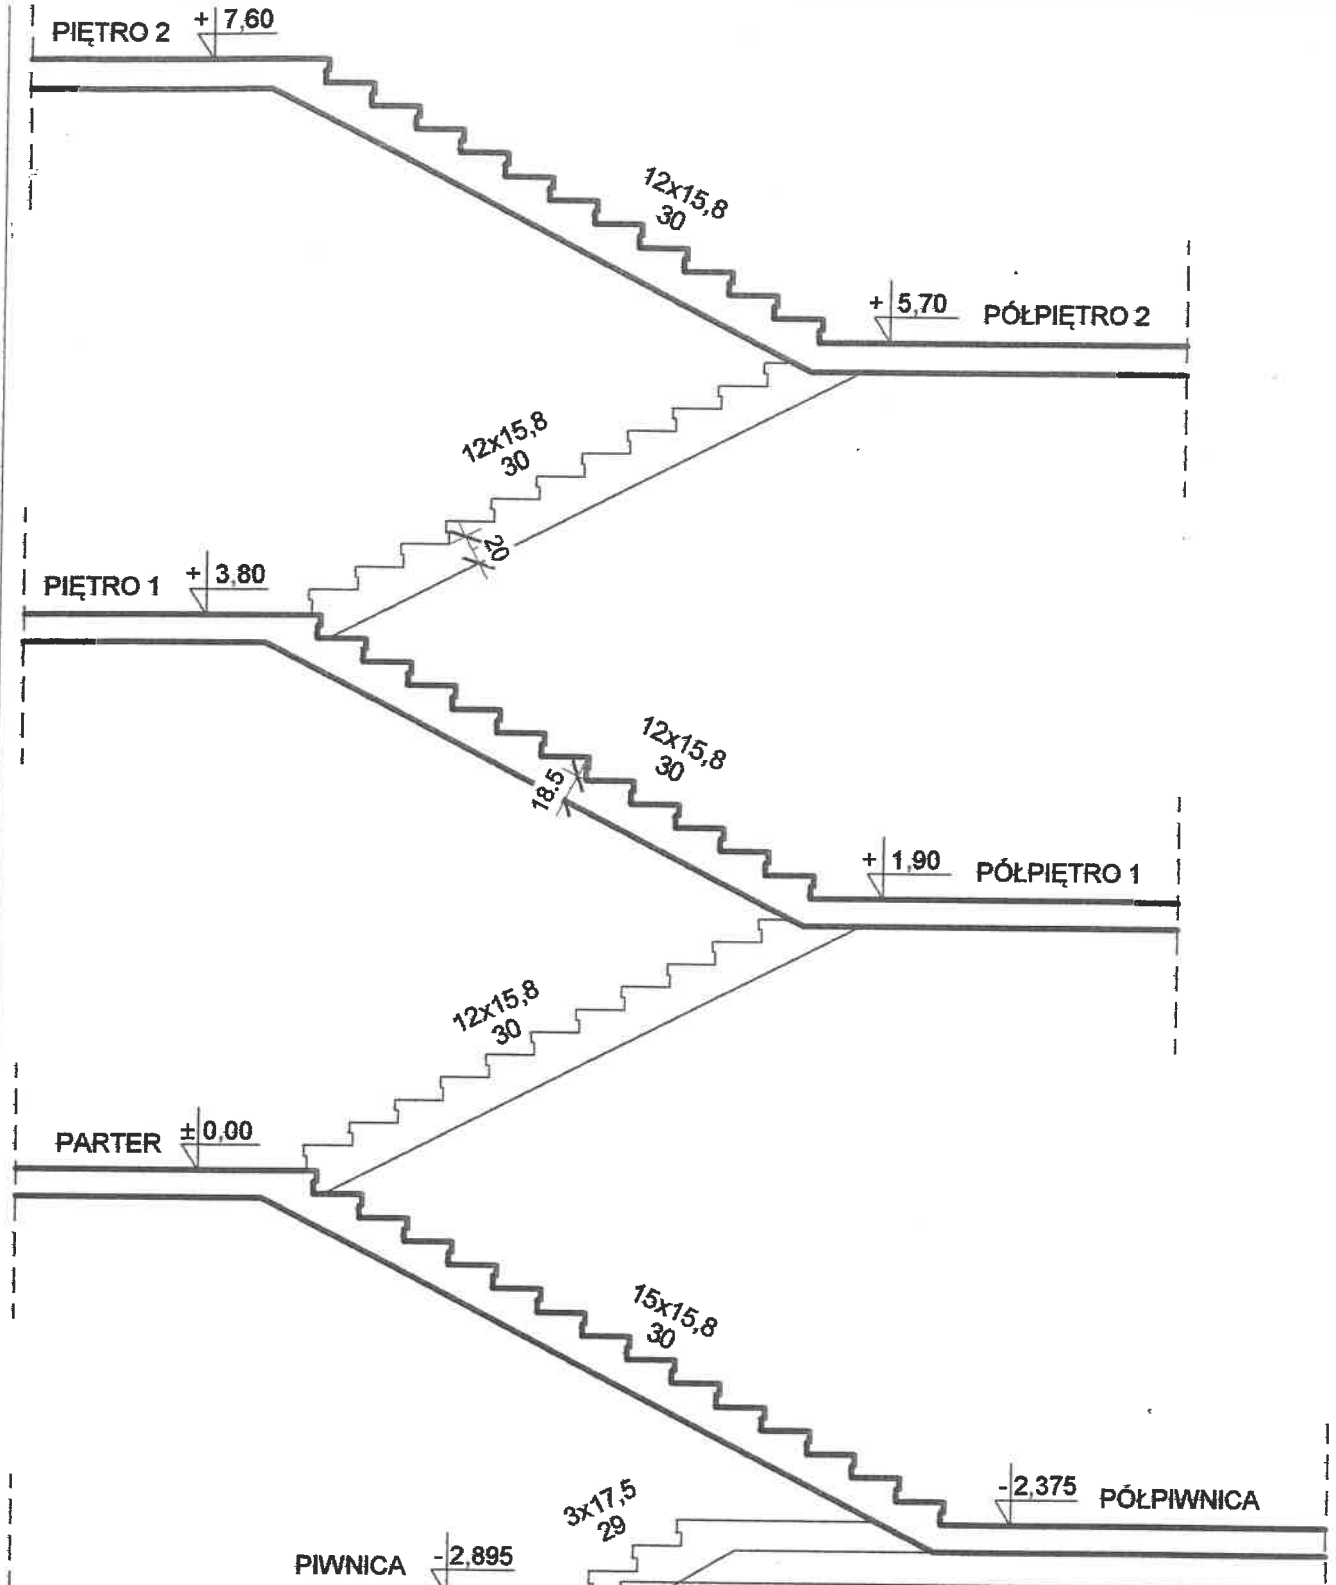 PIĘTRO 2
+ 7,60
12x15,8
30
+ 5,70
PÓŁPIĘTRO 2
12x15,8
30
20
PIĘTRO 1
+ 3,80
12x15,8
30
18.5
+ 1,90
PÓŁPIĘTRO 1
12x15,8
30
PARTER
± 0,00
15x15,8
30
- 2,375
PÓŁPIWNICA
3x17,5
29
PIWNICA
- 2,895